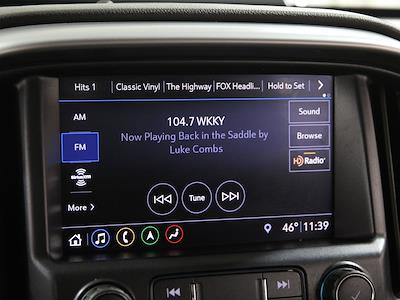 Hits 1 Classic Vinyl The Highway FOX Headli... Hold to Set
AM
104.7 WKKY
Sound
Now Playing Back in the Saddle by
Luke Combs
FM
Browse
HD Radio
SiriusXM
Tune
More
46° 11:39